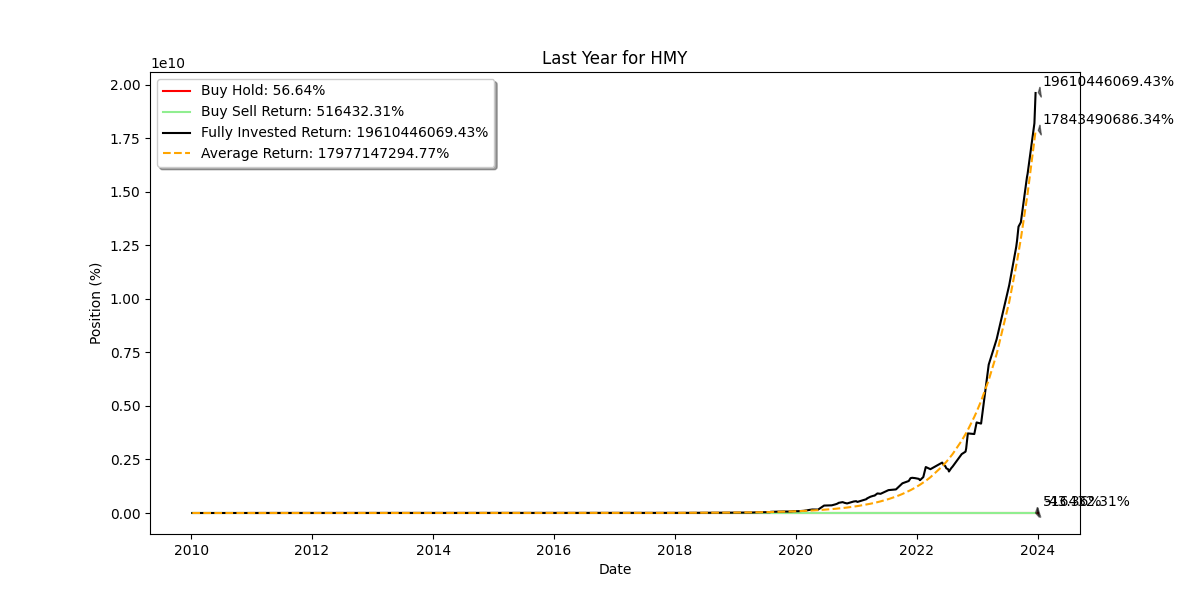 Last Year for HMY
1e10
Buy Hold: 56.64%
Buy Sell Return: 516432.31%
Fully Invested Return: 19610446069.43%
Average Return: 17977147294.77%
19610446069.43%
17843490686.34%
2.00
1.75
1.50
1.25
1.00
0.75
0.50
0.25
0.00
Position (%)
2010
2012
2014
2016
2018
2020
2022
2024
Date